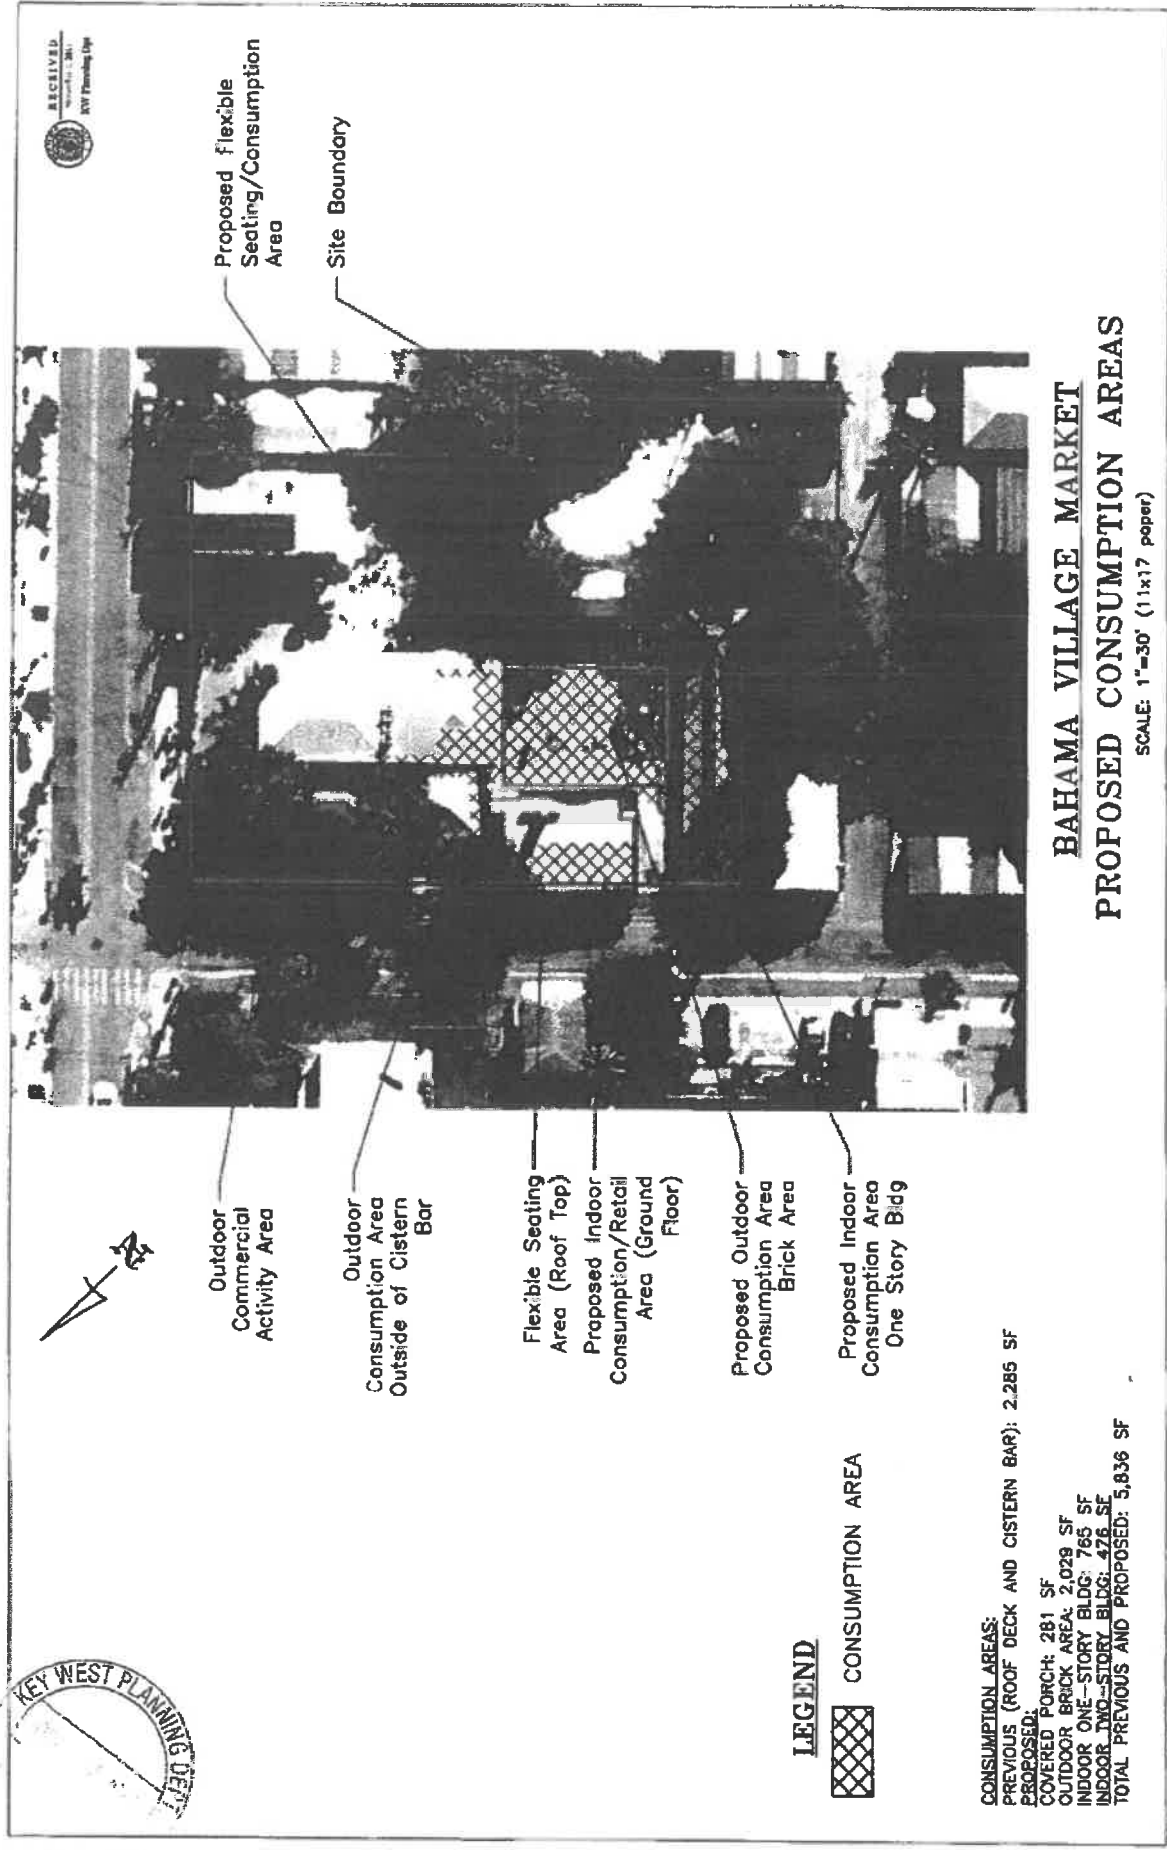 KEY WEST PLANNING DEPT
RECEIVED
KW Planning Dpt
Outdoor
Commercial
Activity Area
Outdoor
Consumption Area
Outside of Cistern
Bar
Flexible Seating
Area (Roof Top)
Proposed Indoor
Consumption/Retail
Area (Ground
Floor)
Proposed Outdoor
Consumption Area
Brick Area
Proposed Indoor
Consumption Area
One Story Bldg
Proposed Flexible
Seating/Consumption
Area
Site Boundary
N
LEGEND
CONSUMPTION AREA
CONSUMPTION AREAS:
PREVIOUS (ROOF DECK AND CISTERN BAR): 2,285 SF
PROPOSED:
COVERED PORCH: 281 SF
OUTDOOR BRICK AREA: 2,029 SF
INDOOR ONE-STORY BLDG: 765 SF
INDOOR TWO-STORY BLDG: 476 SF
TOTAL PREVIOUS AND PROPOSED: 5,836 SF
BAHAMA VILLAGE MARKET
PROPOSED CONSUMPTION AREAS
SCALE: 1"=30' (11x17 paper)